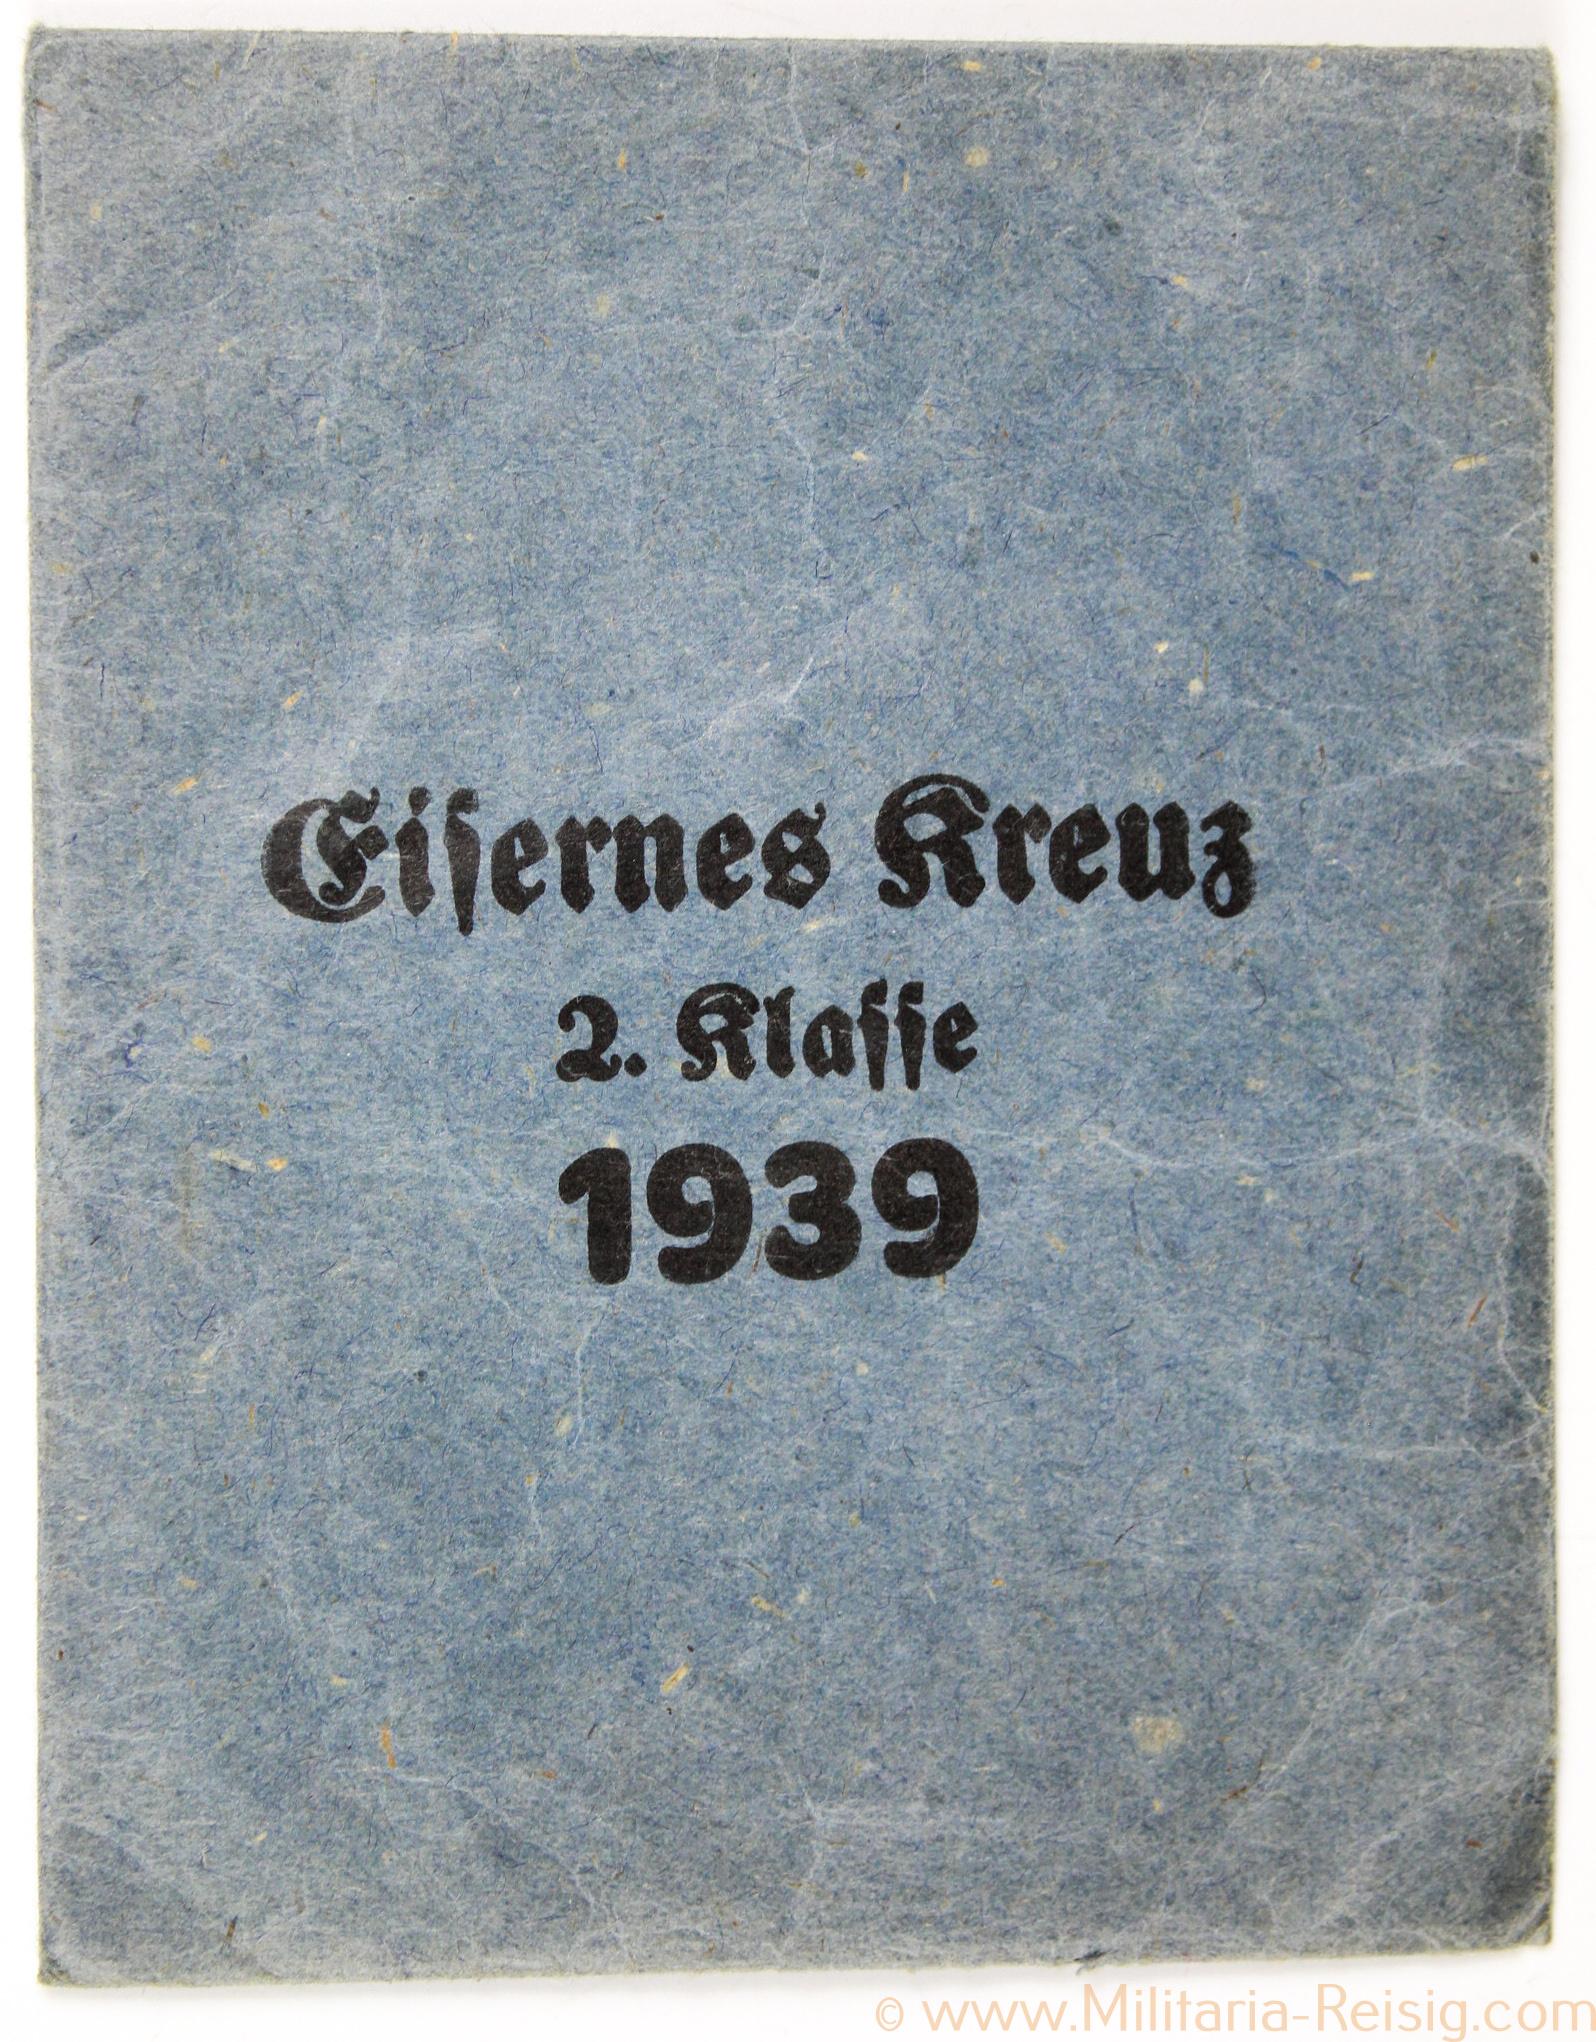 Eiſernes Kreuz
2. Klaſſe
1939
© www.Militaria-Reisig.com